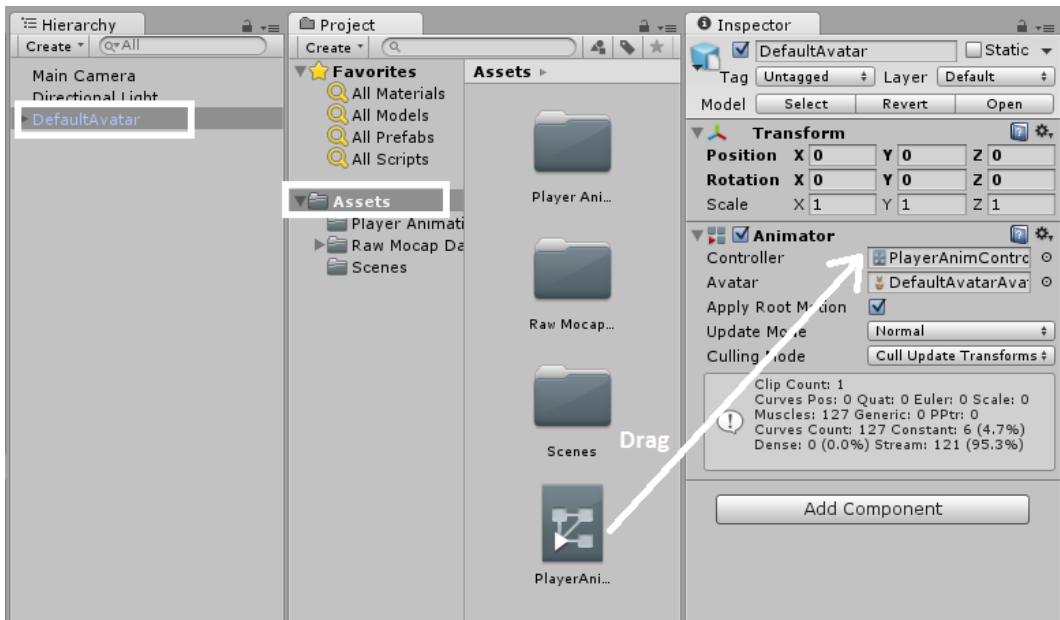 Hierarchy
Create
All
Main Camera
Directional Light
DefaultAvatar
Project
Create
Favorites
All Materials
All Models
All Prefabs
All Scripts
Assets
Player Animati
Raw Mocap Da
Scenes
Assets
Player Ani...
Raw Mocap...
Scenes
PlayerAni...
Drag
Inspector
DefaultAvatar Static
Tag Untagged Layer Default
Model Select Revert Open
Transform
Position X 0 Y 0 Z 0
Rotation X 0 Y 0 Z 0
Scale X 1 Y 1 Z 1
Animator
Controller PlayerAnimContro
Avatar DefaultAvatarAva
Apply Root Motion
Update Mode Normal
Culling Mode Cull Update Transforms
Clip Count: 1
Curves Pos: 0 Quat: 0 Euler: 0 Scale: 0
Muscles: 127 Generic: 0 PPtr: 0
Curves Count: 127 Constant: 6 (4.7%)
Dense: 0 (0.0%) Stream: 121 (95.3%)
Add Component